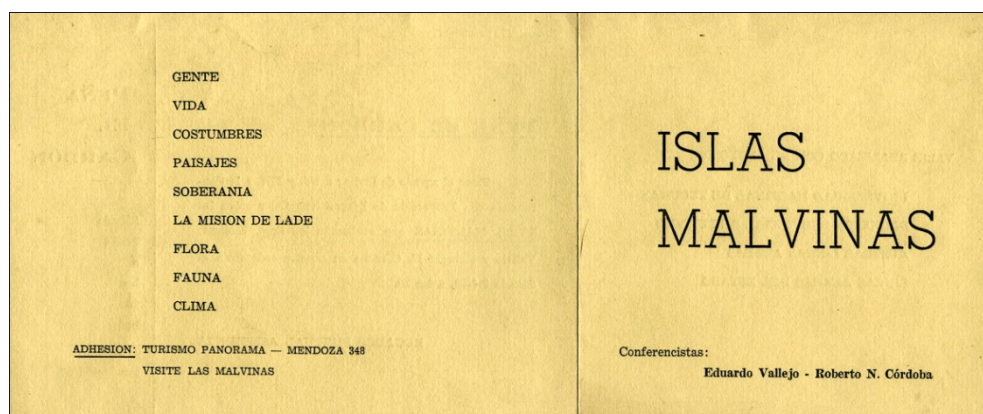 GENTE
VIDA
COSTUMBRES
PAISAJES
SOBERANIA
LA MISION DE LADE
FLORA
FAUNA
CLIMA
ADHESION: TURISMO PANORAMA — MENDOZA 348
VISITE LAS MALVINAS
ISLAS
MALVINAS
Conferencistas:
Eduardo Vallejo - Roberto N. Córdoba